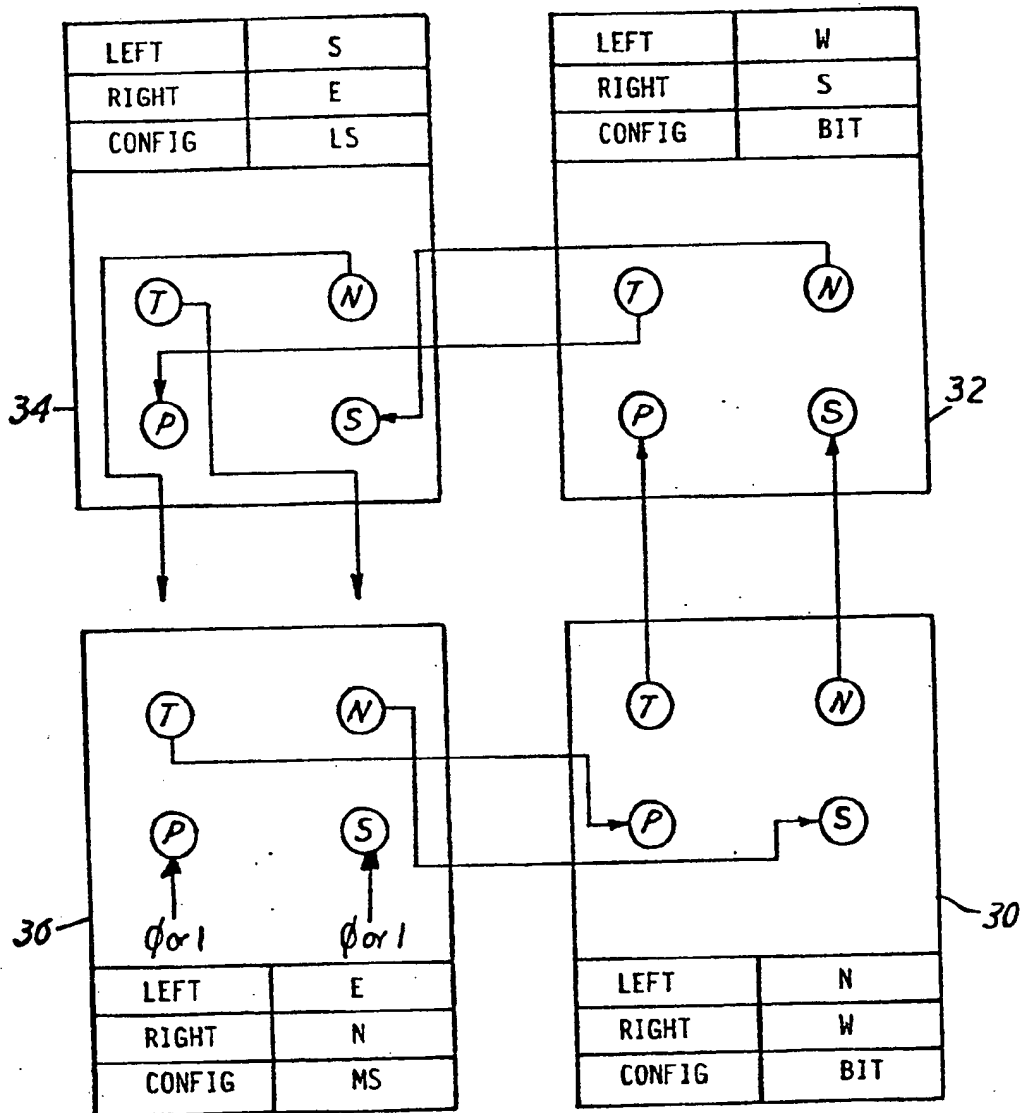 LEFT S
RIGHT E
CONFIG LS
LEFT W
RIGHT S
CONFIG BIT
T N
P S
34
T N
P S
32
T N
P S
φ or 1 φ or 1
36
T N
P S
30
LEFT E
RIGHT N
CONFIG MS
LEFT N
RIGHT W
CONFIG BIT